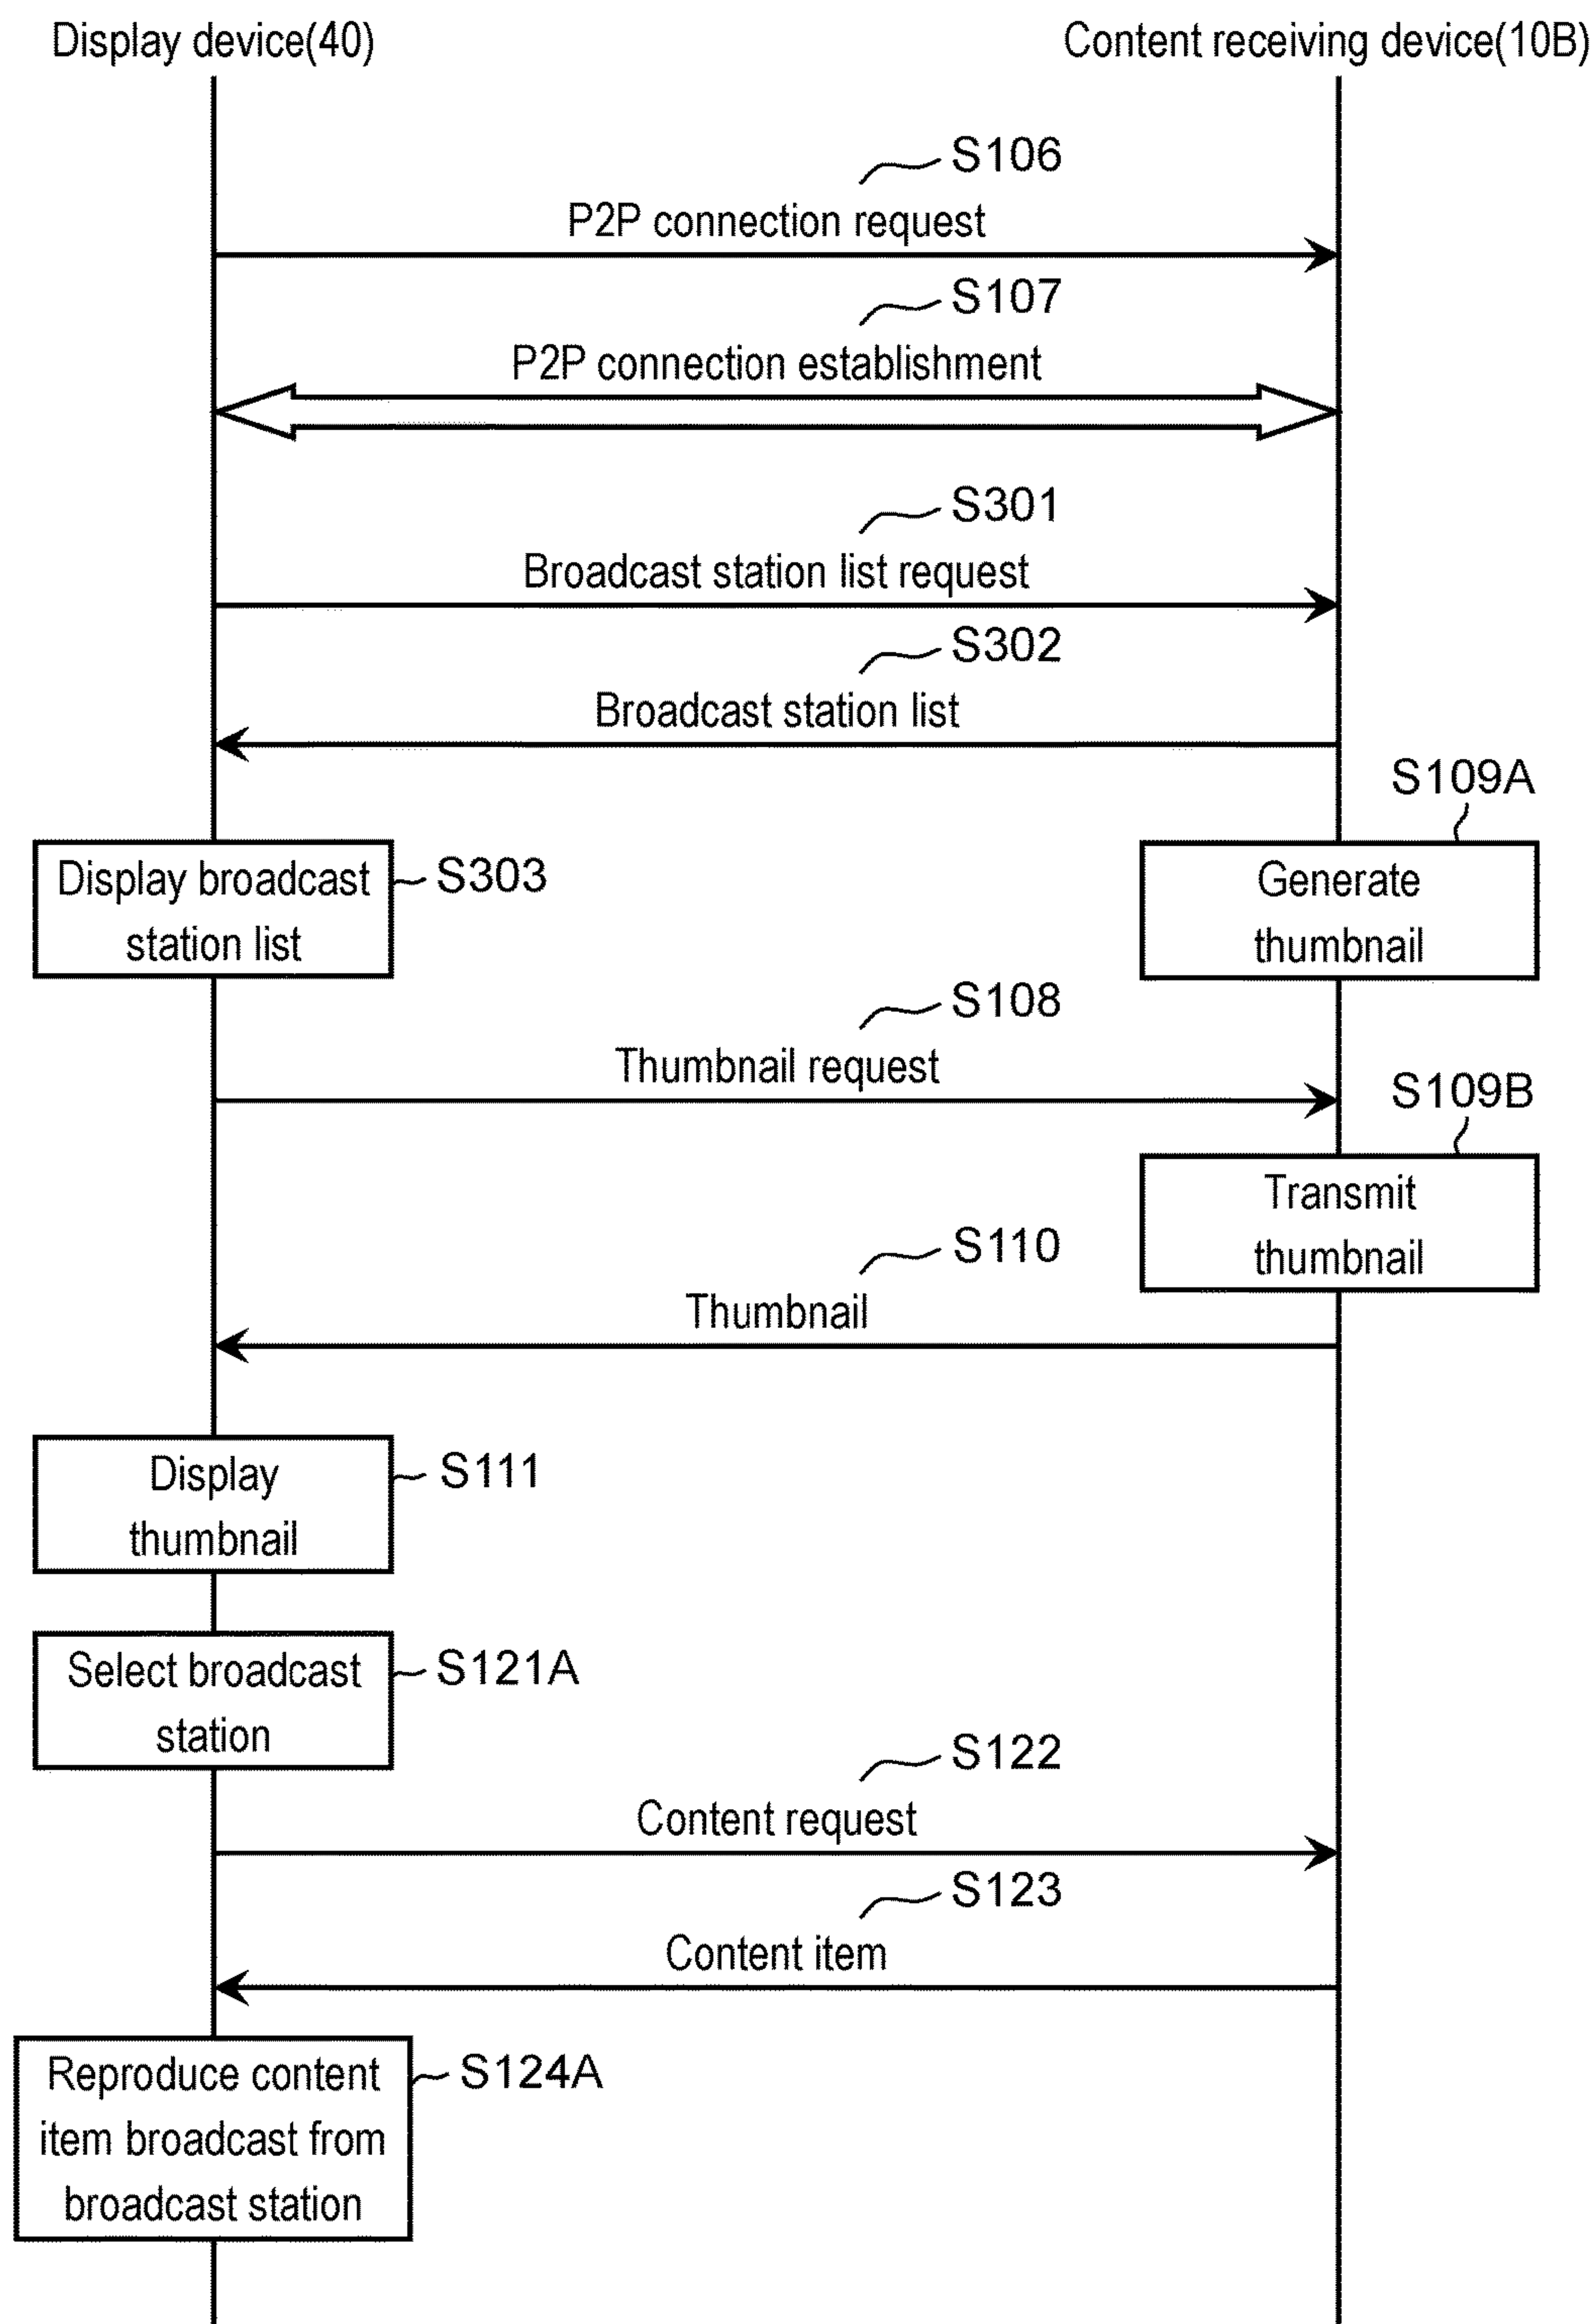 Display device(40)
Content receiving device(10B)
S106
P2P connection request
S107
P2P connection establishment
S301
Broadcast station list request
S302
Broadcast station list
S109A
Display broadcast
station list
S303
Generate
thumbnail
S108
Thumbnail request
S109B
Transmit
thumbnail
S110
Thumbnail
Display
thumbnail
S111
Select broadcast
station
S121A
S122
Content request
S123
Content item
Reproduce content
item broadcast from
broadcast station
S124A